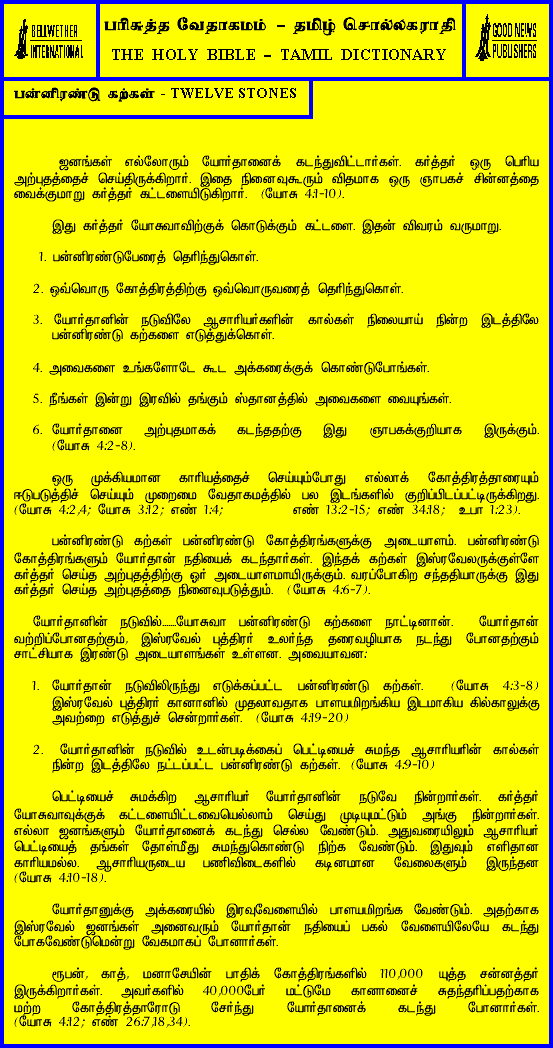 BELLWETHER
INTERNATIONAL
பரிசுத்த வேதாகமம் - தமிழ் சொல்லகராதி
THE HOLY BIBLE - TAMIL DICTIONARY
GOOD NEWS
PUBLISHERS
பன்னிரண்டு கற்கள் - TWELVE STONES
ஜனங்கள் எல்லோரும் யோர்தானைக் கடந்துவிட்டார்கள். கர்த்தர் ஒரு பெரிய
அற்புதத்தைச் செய்திருக்கிறார். இதை நினைவுகூரும் விதமாக ஒரு ஞாபகச் சின்னத்தை
வைக்குமாறு கர்த்தர் கட்டளையிடுகிறார். (யோசு 4:1-10).
இது கர்த்தர் யோசுவாவிற்குக் கொடுக்கும் கட்டளை. இதன் விவரம் வருமாறு.
1. பன்னிரண்டுபேரைத் தெரிந்துகொள்.
2. ஒவ்வொரு கோத்திரத்திற்கு ஒவ்வொருவரைத் தெரிந்துகொள்.
3. யோர்தானின் நடுவிலே ஆசாரியர்களின் கால்கள் நிலையாய் நின்ற இடத்திலே
பன்னிரண்டு கற்களை எடுத்துக்கொள்.
4. அவைகளை உங்களோடே கூட அக்கரைக்குக் கொண்டுபோங்கள்.
5. நீங்கள் இன்று இரவில் தங்கும் ஸ்தானத்தில் அவைகளை வையுங்கள்.
6. யோர்தானை அற்புதமாகக் கடந்ததற்கு இது ஞாபகக்குறியாக இருக்கும்.
(யோசு 4:2-8).
ஒரு முக்கியமான காரியத்தைச் செய்யும்போது எல்லாக் கோத்திரத்தாரையும்
ஈடுபடுத்திச் செய்யும் முறைமை வேதாகமத்தில் பல இடங்களில் குறிப்பிடப்பட்டிருக்கிறது.
(யோசு 4:2,4; யோசு 3:12; எண் 1:4; எண் 13:2-15; எண் 34:18; உபா 1:23).
பன்னிரண்டு கற்கள் பன்னிரண்டு கோத்திரங்களுக்கு அடையாளம். பன்னிரண்டு
கோத்திரங்களும் யோர்தான் நதியைக் கடந்தார்கள். இந்தக் கற்கள் இஸ்ரவேலருக்குள்ளே
கர்த்தர் செய்த அற்புதத்திற்கு ஓர் அடையாளமாயிருக்கும். வரப்போகிற சந்ததியாருக்கு இது
கர்த்தர் செய்த அற்புதத்தை நினைவுபடுத்தும். (யோசு 4:6-7).
யோர்தானின் நடுவில்......யோசுவா பன்னிரண்டு கற்களை நாட்டினான். யோர்தான்
வற்றிப்போனதற்கும், இஸ்ரவேல் புத்திரர் உலர்ந்த தரைவழியாக நடந்து போனதற்கும்
சாட்சியாக இரண்டு அடையாளங்கள் உள்ளன. அவையாவன:
1. யோர்தான் நடுவிலிருந்து எடுக்கப்பட்ட பன்னிரண்டு கற்கள். (யோசு 4:3-8)
இஸ்ரவேல் புத்திரர் கானானில் முதலாவதாக பாளயமிறங்கிய இடமாகிய கில்காலுக்கு
அவற்றை எடுத்துச் சென்றார்கள். (யோசு 4:19-20)
2. யோர்தானின் நடுவில் உடன்படிக்கைப் பெட்டியைச் சுமந்த ஆசாரியரின் கால்கள்
நின்ற இடத்திலே நட்டப்பட்ட பன்னிரண்டு கற்கள். (யோசு 4:9-10)
பெட்டியைச் சுமக்கிற ஆசாரியர் யோர்தானின் நடுவே நின்றார்கள். கர்த்தர்
யோசுவாவுக்குக் கட்டளையிட்டவையெல்லாம் செய்து முடியுமட்டும் அங்கு நின்றார்கள்.
எல்லா ஜனங்களும் யோர்தானைக் கடந்து செல்ல வேண்டும். அதுவரையிலும் ஆசாரியர்
பெட்டியைத் தங்கள் தோள்மீது சுமந்துகொண்டு நிற்க வேண்டும். இதுவும் எளிதான
காரியமல்ல. ஆசாரியருடைய பணிவிடைகளில் கடினமான வேலைகளும் இருந்தன
(யோசு 4:10-18).
யோர்தானுக்கு அக்கரையில் இரவுவேளையில் பாளயமிறங்க வேண்டும். அதற்காக
இஸ்ரவேல் ஜனங்கள் அனைவரும் யோர்தான் நதியைப் பகல் வேளையிலேயே கடந்து
போகவேண்டுமென்று வேகமாகப் போனார்கள்.
ரூபன், காத், மனாசேயின் பாதிக் கோத்திரங்களில் 110,000 யுத்த சன்னத்தர்
இருக்கிறார்கள். அவர்களில் 40,000பேர் மட்டுமே கானானைச் சுதந்தரிப்பதற்காக
மற்ற கோத்திரத்தாரோடு சேர்ந்து யோர்தானைக் கடந்து போனார்கள்.
(யோசு 4:12; எண் 26:7,18,34).